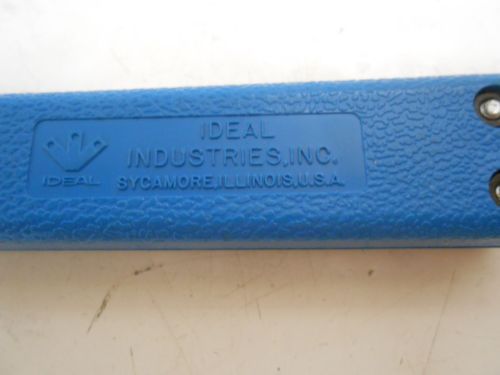 IDEAL
INDUSTRIES, INC.
SYCAMORE, ILLINOIS, U.S.A.
IDEAL